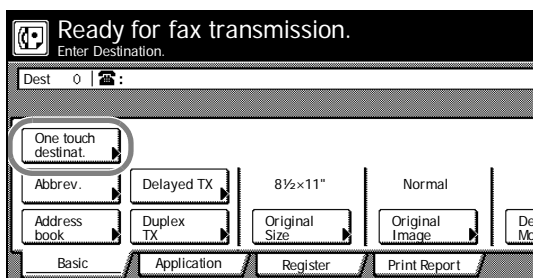 Ready for fax transmission.
Enter Destination.
Dest 0 ☎:
One touch
destinat.
Abbrev. Delayed TX 8½×11" Normal
Address
book
Duplex
TX
Original
Size
Original
Image
Basic Application Register Print Report